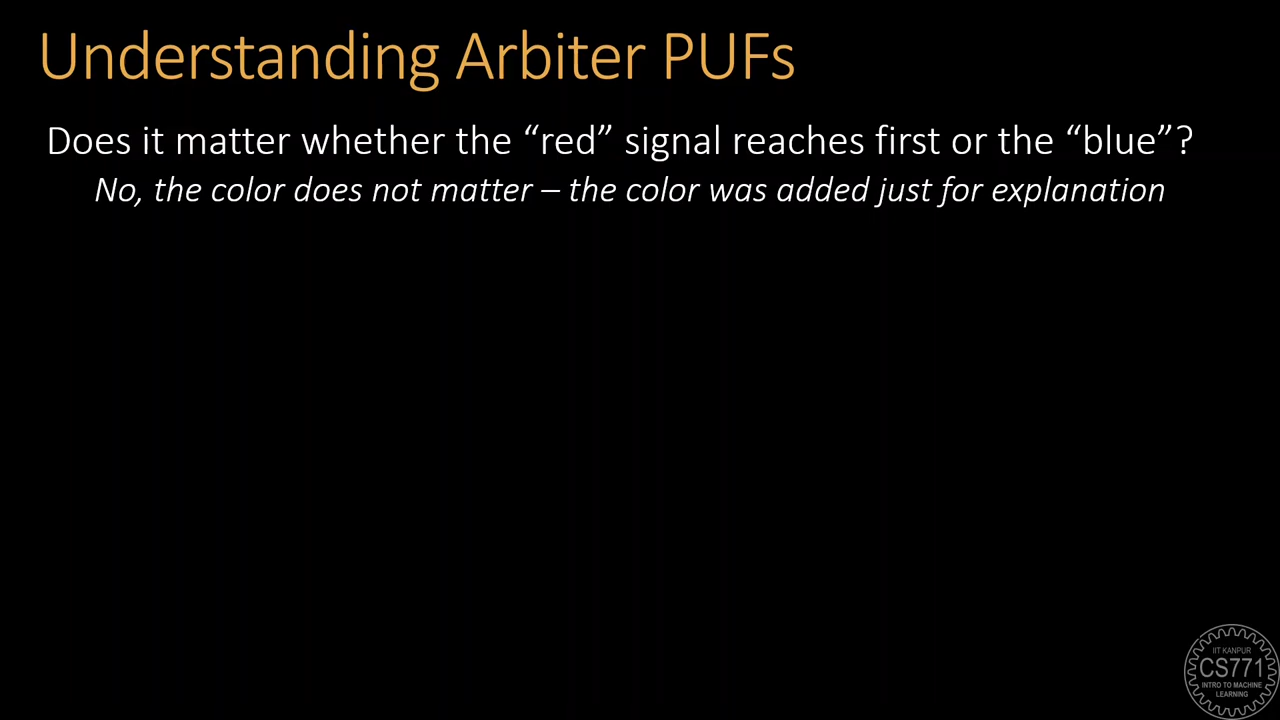 Understanding Arbiter PUFs
Does it matter whether the “red” signal reaches first or the “blue”?
No, the color does not matter – the color was added just for explanation
IIT KANPUR
CS771
INTRO TO MACHINE
LEARNING